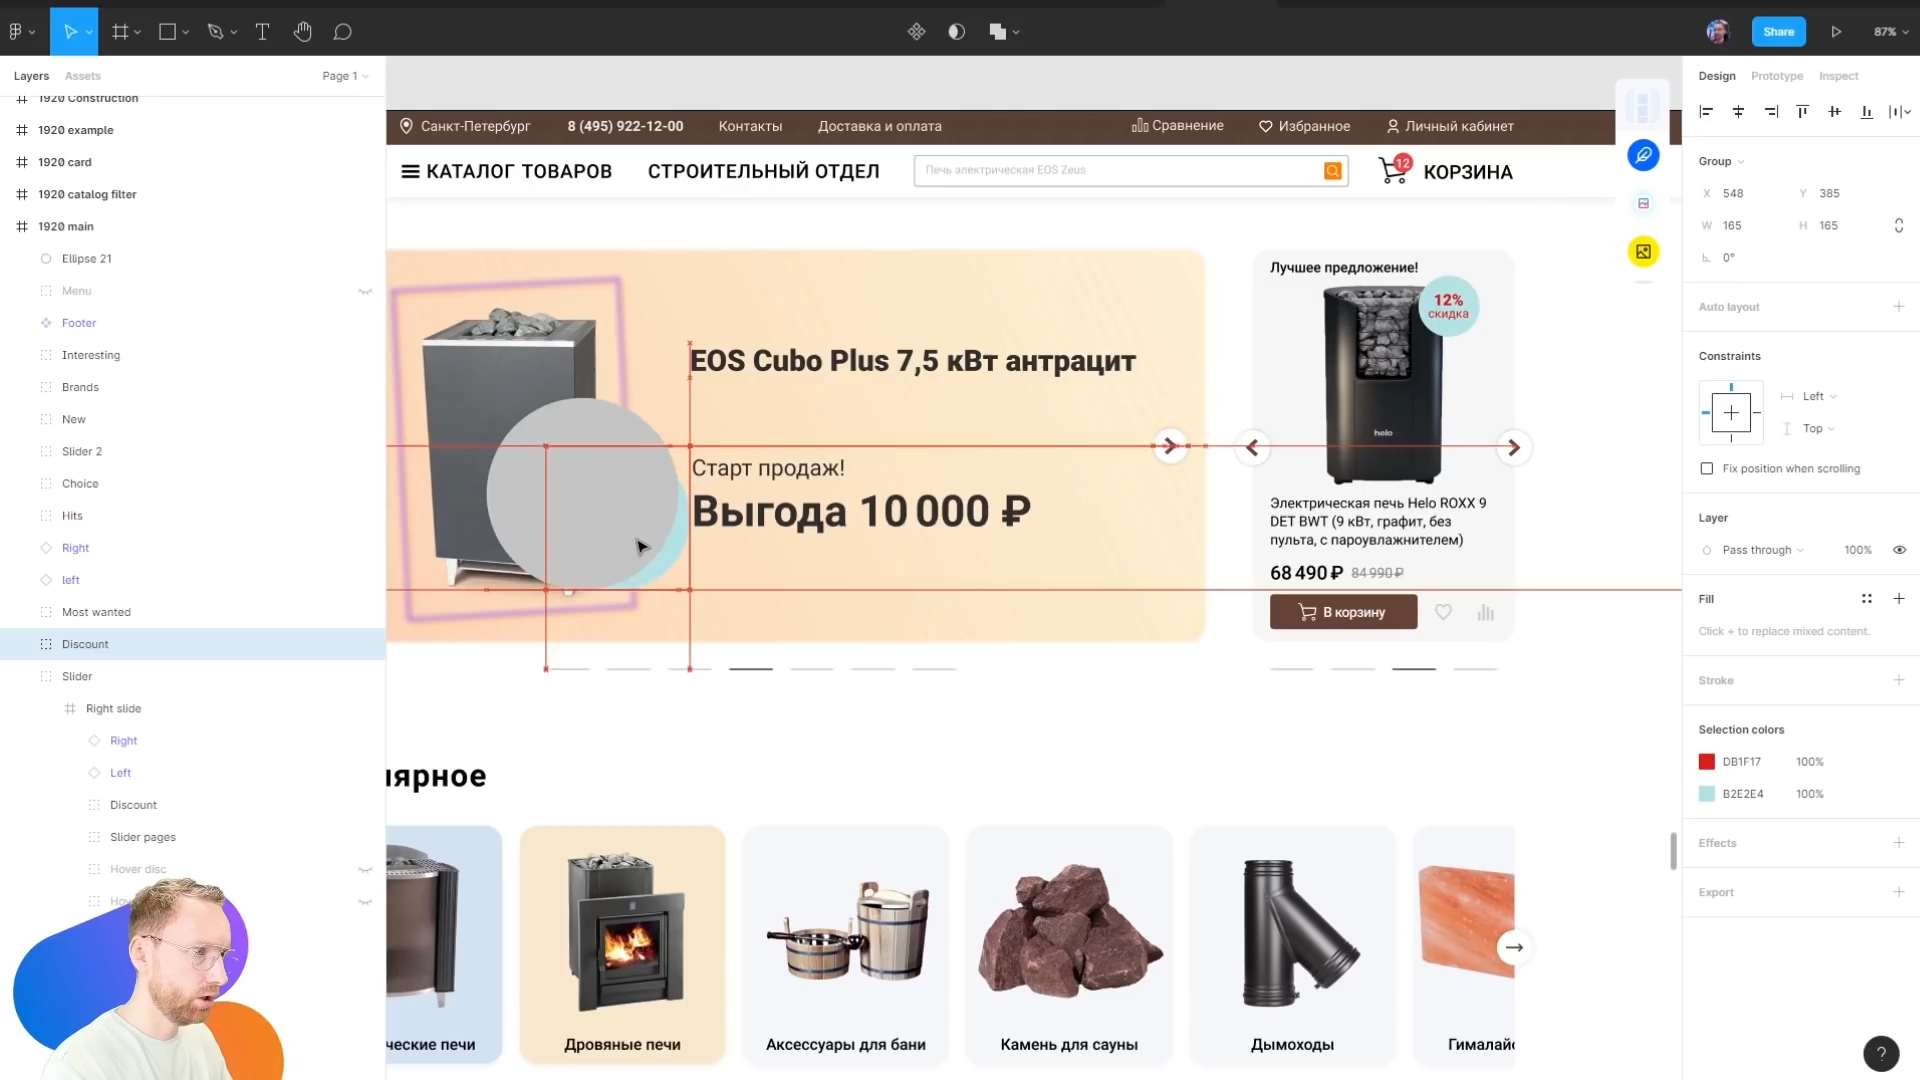 Share
87%
Layers
Assets
Page 1
Design
Prototype
Inspect
1920 Construction
1920 example
1920 card
1920 catalog filter
1920 main
Ellipse 21
Menu
Footer
Interesting
Brands
New
Slider 2
Choice
Hits
Right
left
Most wanted
Discount
Slider
Right slide
Right
Left
Discount
Slider pages
Hover disc
Санкт-Петербург
8 (495) 922-12-00
Контакты
Доставка и оплата
Сравнение
Избранное
Личный кабинет
КАТАЛОГ ТОВАРОВ
СТРОИТЕЛЬНЫЙ ОТДЕЛ
Печь электрическая EOS Zeus
12
КОРЗИНА
EOS Cubo Plus 7,5 кВт антрацит
Старт продаж!
Выгода 10 000 ₽
Лучшее предложение!
12%
скидка
helo
Электрическая печь Helo ROXX 9
DET BWT (9 кВт, графит, без
пульта, с пароувлажнителем)
68 490 ₽ 84 990 ₽
В корзину
лярное
ческие печи
Дровяные печи
Аксессуары для бани
Камень для сауны
Дымоходы
Гималайс
Group
X 548
Y 385
W 165
H 165
0°
Auto layout
Constraints
Left
Top
Fix position when scrolling
Layer
Pass through
100%
Fill
Click + to replace mixed content.
Stroke
Selection colors
DB1F17 100%
B2E2E4 100%
Effects
Export
?